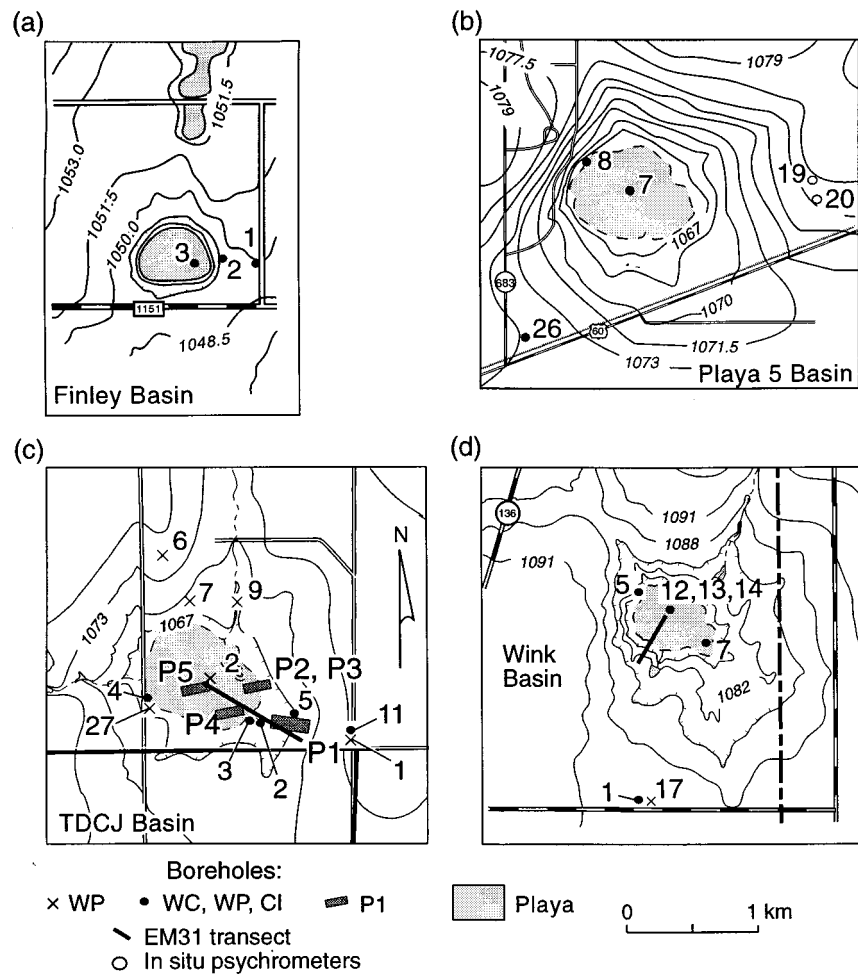 (a)
1051.5
1053.0
1051.5
1050.0
1
3
2
1151
1048.5
Finley Basin
(b)
1077.5
1079
1079
8
7
19
20
1067
683
26
60
1070
1071.5
1073
Playa 5 Basin
(c)
6
N
7
9
1067
1073
2
P5
P2, P3
4
5
27
P4
11
3
2
P1
1
TDCJ Basin
(d)
136
1091
1088
1091
5
12, 13, 14
7
Wink
Basin
1082
1
17
Boreholes:
× WP
● WC, WP, Cl
P1
EM31 transect
In situ psychrometers
Playa
0
1 km